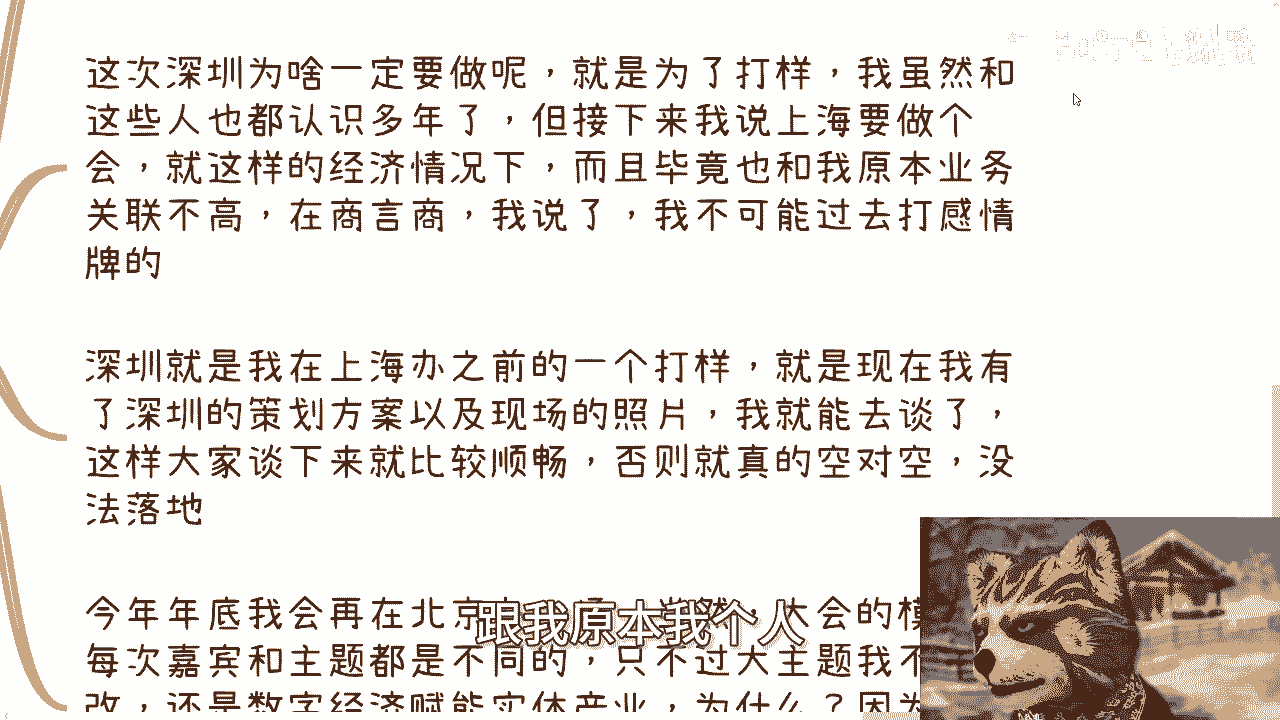 这次深圳为啥一定要做呢，就是为了打样，我虽然和
这些人也都认识多年了，但接下来我说上海要做个
会，就这样的经济情况下，而且毕竟也和我原本业务
关联不高，在商言商，我说了，我不可能过去打感情
牌的
深圳就是我在上海办之前的一个打样，就是现在我有
了深圳的策划方案以及现场的照片，我就能去谈了，
这样大家谈下来就比较顺畅，否则就真的空对空，没
法落地
今年年底我会再在北京 大会的
跟我原本我个人
每次嘉宾和主题都是不同的，只不过大主题我不
改，还是数字经济赋能实体产业，为什么？因为